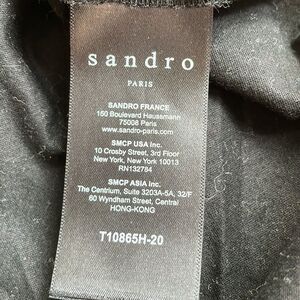 sandro
PARIS
SANDRO FRANCE
150 Boulevard Haussmann
75008 Paris
www.sandro-paris.com
SMCP USA Inc.
10 Crosby Street, 3rd Floor
New York, New York 10013
RN132784
SMCP ASIA Inc.
The Centrium, Suite 3203A-5A, 32/F
60 Wyndham Street, Central
HONG-KONG
T10865H-20